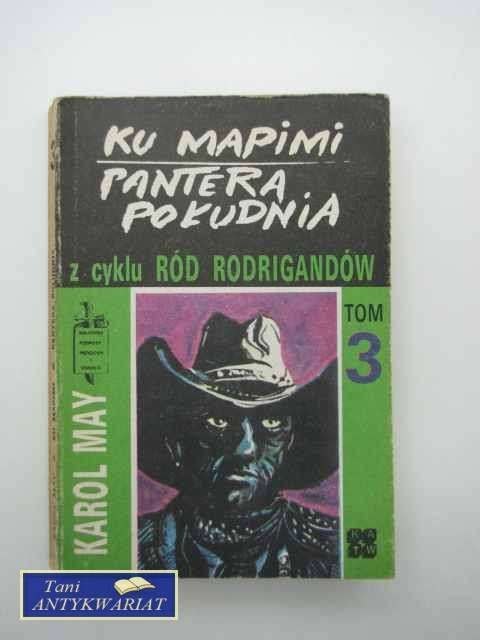 KU MAPIMI
PANTERA
POŁUDNIA
z cyklu RÓD RODRIGANDÓW
TOM
3
KAROL MAY
K A
T W
Tani
ANTYKWARIAT